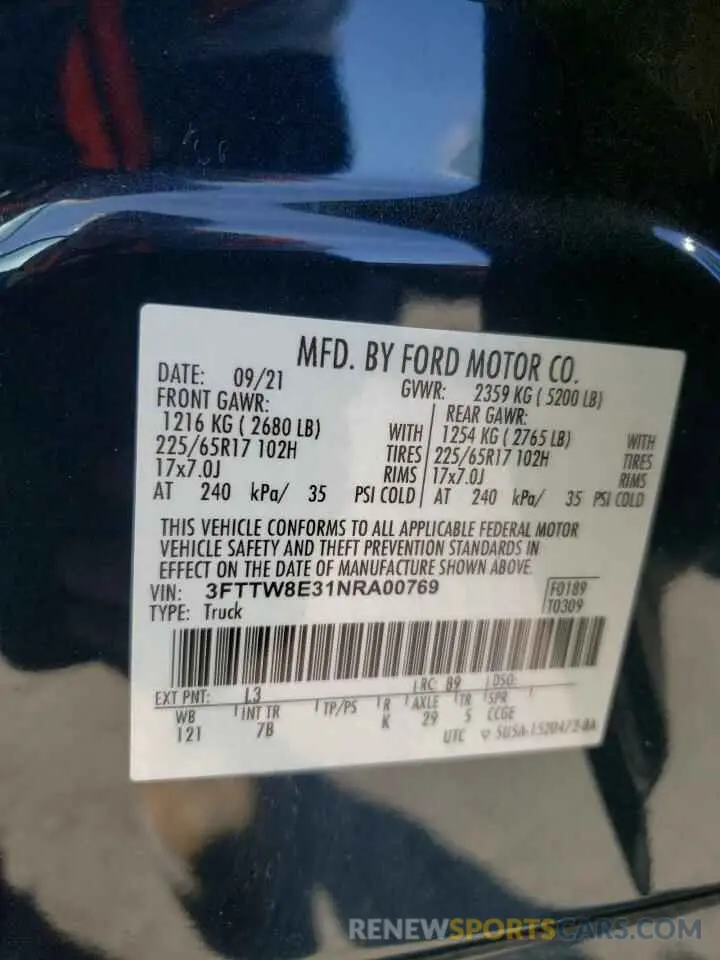 MFD. BY FORD MOTOR CO.
DATE: 09/21 GVWR: 2359 KG ( 5200 LB)
FRONT GAWR: REAR GAWR:
1216 KG ( 2680 LB) WITH 1254 KG ( 2765 LB) WITH
225/65R17 102H TIRES 225/65R17 102H TIRES
17x7.0J RIMS 17x7.0J RIMS
AT 240 kPa/ 35 PSI COLD AT 240 kPa/ 35 PSI COLD
THIS VEHICLE CONFORMS TO ALL APPLICABLE FEDERAL MOTOR
VEHICLE SAFETY AND THEFT PREVENTION STANDARDS IN
EFFECT ON THE DATE OF MANUFACTURE SHOWN ABOVE.
VIN: 3FTTW8E31NRA00769 F0189
TYPE: Truck T0309
EXT PNT: L3 RC: 89 DSO:
WB INT TR TP/PS R AXLE TR SPR
121 7B K 29 5 CCGE
UTC
RENEWSPORTSCARS.COM